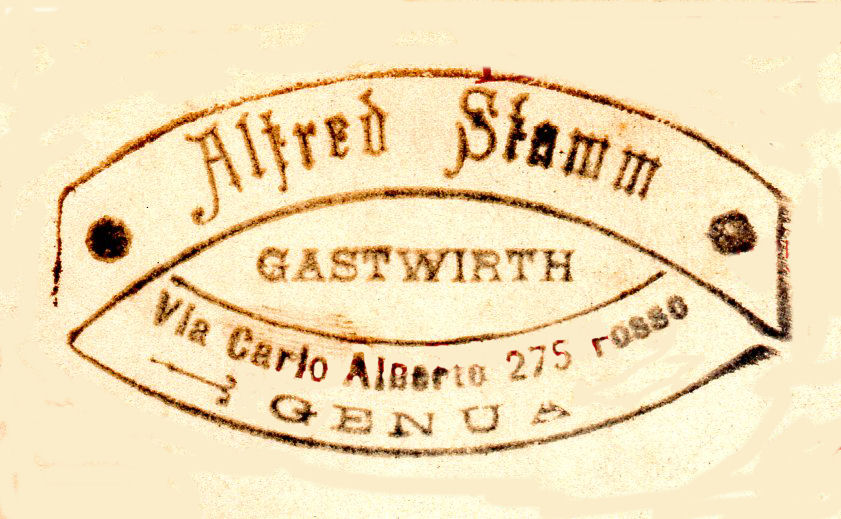 Alfred Stamm
GASTWIRTH
Via Carlo Alberto 275 rosso
GENUA